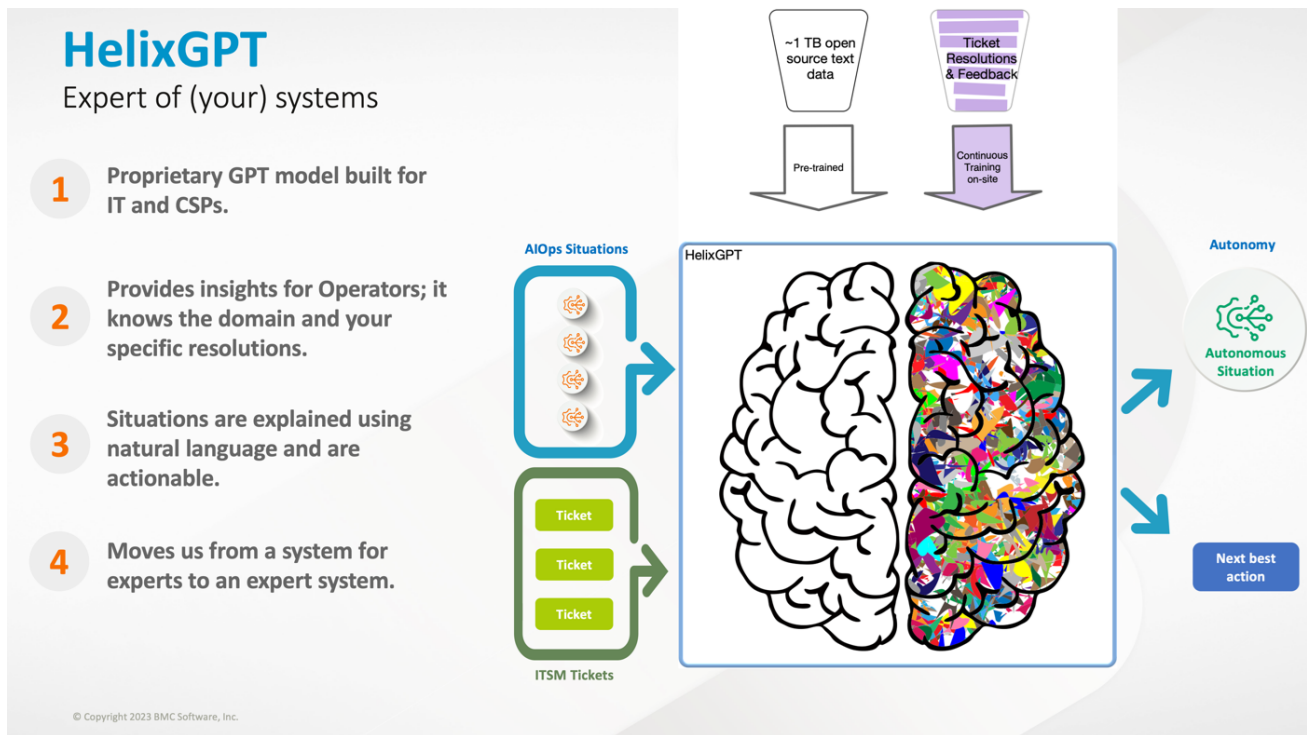 HelixGPT
Expert of (your) systems
1
Proprietary GPT model built for
IT and CSPs.
2
Provides insights for Operators; it
knows the domain and your
specific resolutions.
3
Situations are explained using
natural language and are
actionable.
4
Moves us from a system for
experts to an expert system.
~1 TB open
source text
data
Ticket
Resolutions
& Feedback
Pre-trained
Continuous
Training
on-site
AIOps Situations
HelixGPT
Ticket
Ticket
Ticket
ITSM Tickets
Autonomy
Autonomous
Situation
Next best
action
© Copyright 2023 BMC Software, Inc.